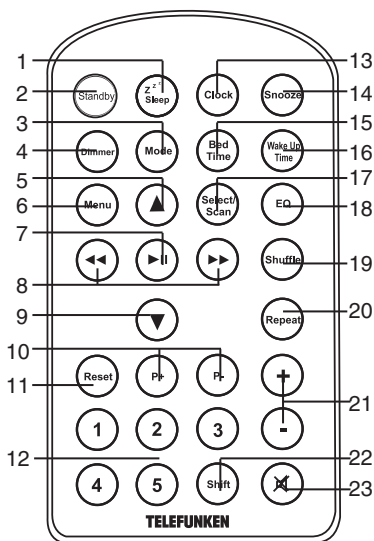 1
13
2
Standby
Zzz Sleep
Clock
Snooze
14
3
15
4
Dimmer
Mode
Bed Time
Wake Up Time
16
5
17
6
Menu
Select/ Scan
EQ
18
7
8
Shuffle
19
9
Repeat
20
10
11
Reset
P+
P-
+
21
1
2
3
-
12
22
4
5
Shift
23
TELEFUNKEN